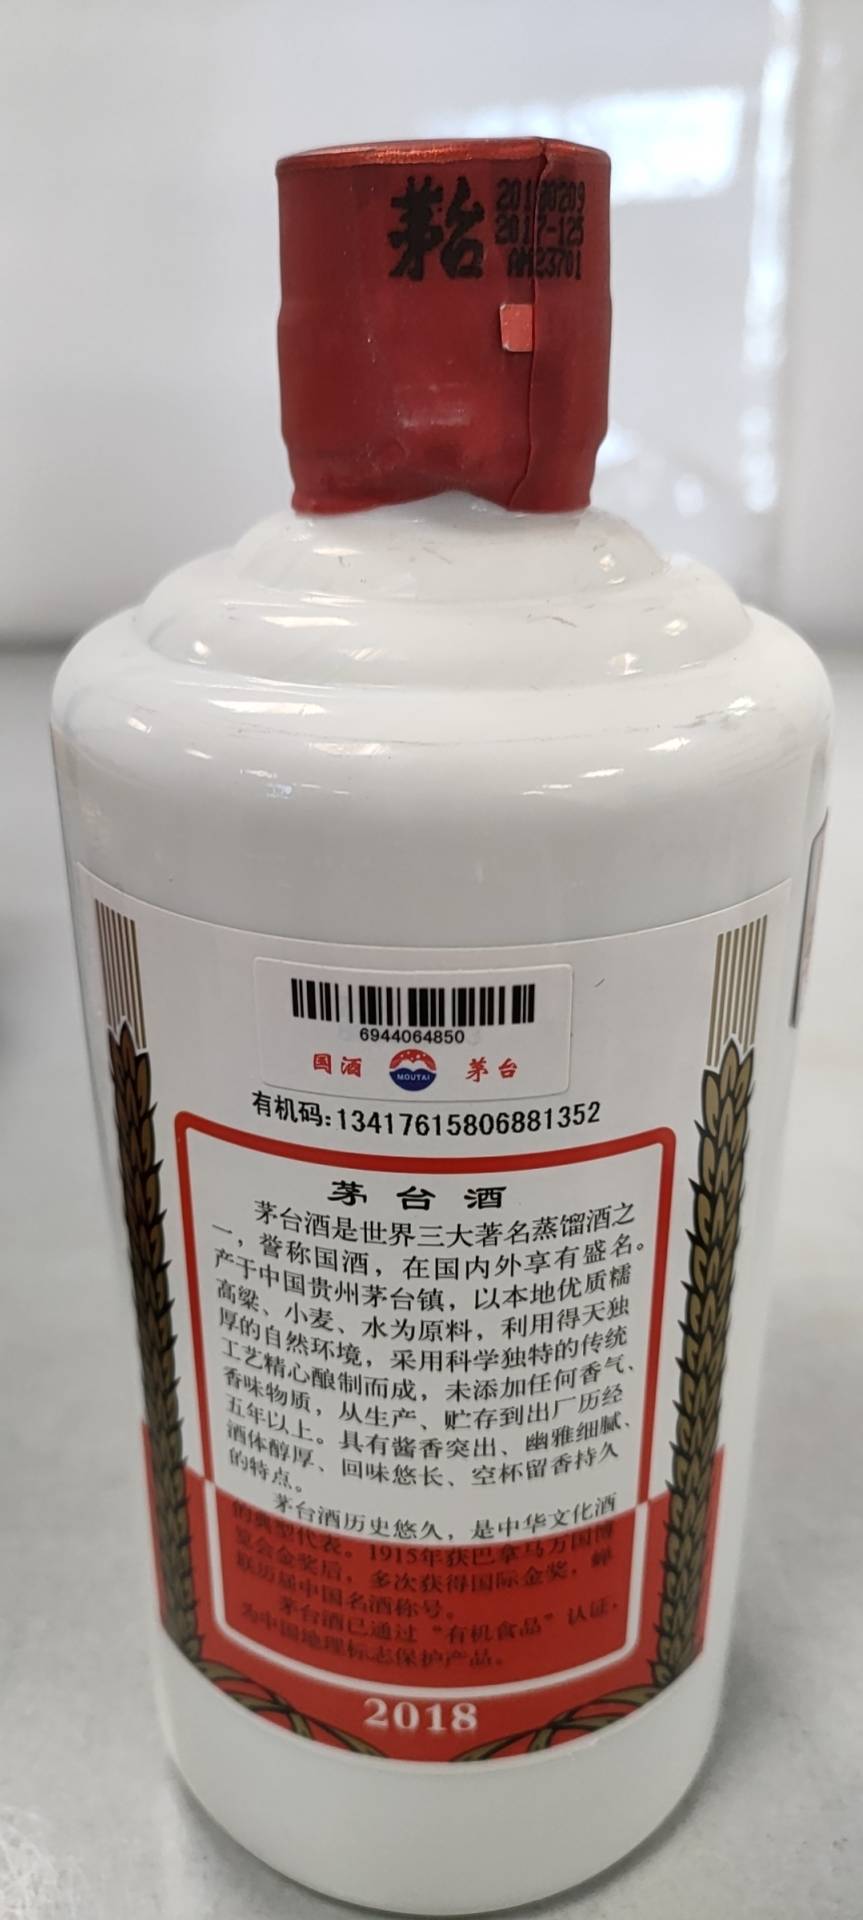 茅台
20180209
2017-125
AM23701
6944064850
国酒 MOUTAI 茅台
有机码:13417615806881352
茅台酒
茅台酒是世界三大著名蒸馏酒之
一，誉称国酒，在国内外享有盛名。
产于中国贵州茅台镇，以本地优质糯
高粱、小麦、水为原料，利用得天独
厚的自然环境，采用科学独特的传统
工艺精心酿制而成，未添加任何香气、
香味物质，从生产、贮存到出厂历经
五年以上。具有酱香突出、幽雅细腻、
酒体醇厚、回味悠长、空杯留香持久
的特点。
茅台酒历史悠久，是中华文化酒
的典型代表。1915年获巴拿马万国博
览会金奖后，多次获得国际金奖，蝉
联历届中国名酒称号。
茅台酒已通过“有机食品”认证，
为中国地理标志保护产品。
2018